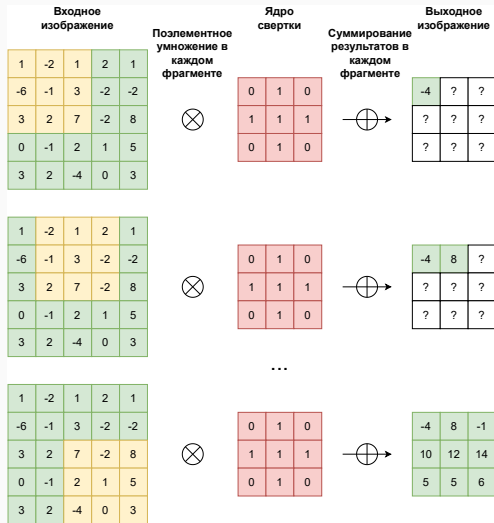 Входное
изображение
Поэлементное
умножение в
каждом
фрагменте
Ядро
свертки
Суммирование
результатов в
каждом
фрагменте
Выходное
изображение
1 -2 1 2 1
-6 -1 3 -2 -2
3 2 7 -2 8
0 -1 2 1 5
3 2 -4 0 3
0 1 0
1 1 1
0 1 0
-4 ? ?
? ? ?
? ? ?
1 -2 1 2 1
-6 -1 3 -2 -2
3 2 7 -2 8
0 -1 2 1 5
3 2 -4 0 3
0 1 0
1 1 1
0 1 0
-4 8 ?
? ? ?
? ? ?
...
1 -2 1 2 1
-6 -1 3 -2 -2
3 2 7 -2 8
0 -1 2 1 5
3 2 -4 0 3
0 1 0
1 1 1
0 1 0
-4 8 -1
10 12 14
5 5 6